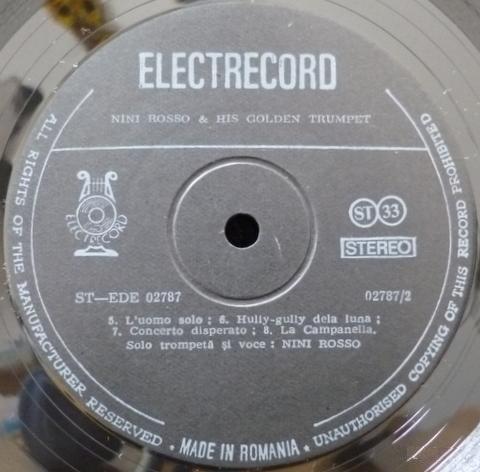 ELECTRECORD
NINI ROSSO & HIS GOLDEN TRUMPET
ELECTRECORD
ST 33
STEREO
ST—EDE 02787
02787/2
5. L'uomo solo ; 6. Hully-gully dela luna ;
7. Concerto disperato ; 8. La Campanella.
Solo trompetă și voce : NINI ROSSO
ALL RIGHTS OF THE MANUFACTURER RESERVED • MADE IN ROMANIA • UNAUTHORISED COPYING OF THIS RECORD PROHIBITED